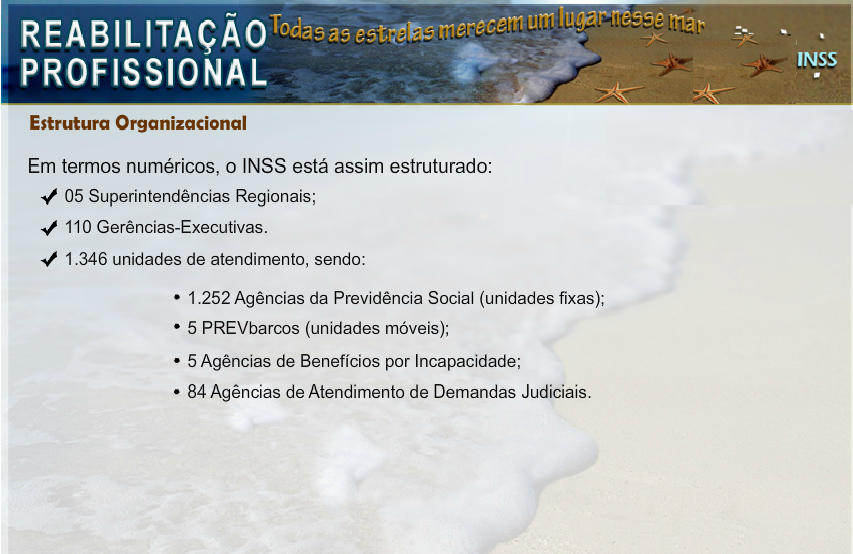 REABILITAÇÃO
PROFISSIONAL
Todas as estrelas merecem um lugar nesse mar
INSS
Estrutura Organizacional
Em termos numéricos, o INSS está assim estruturado:
✔ 05 Superintendências Regionais;
✔ 110 Gerências-Executivas.
✔ 1.346 unidades de atendimento, sendo:
• 1.252 Agências da Previdência Social (unidades fixas);
• 5 PREVbarcos (unidades móveis);
• 5 Agências de Benefícios por Incapacidade;
• 84 Agências de Atendimento de Demandas Judiciais.